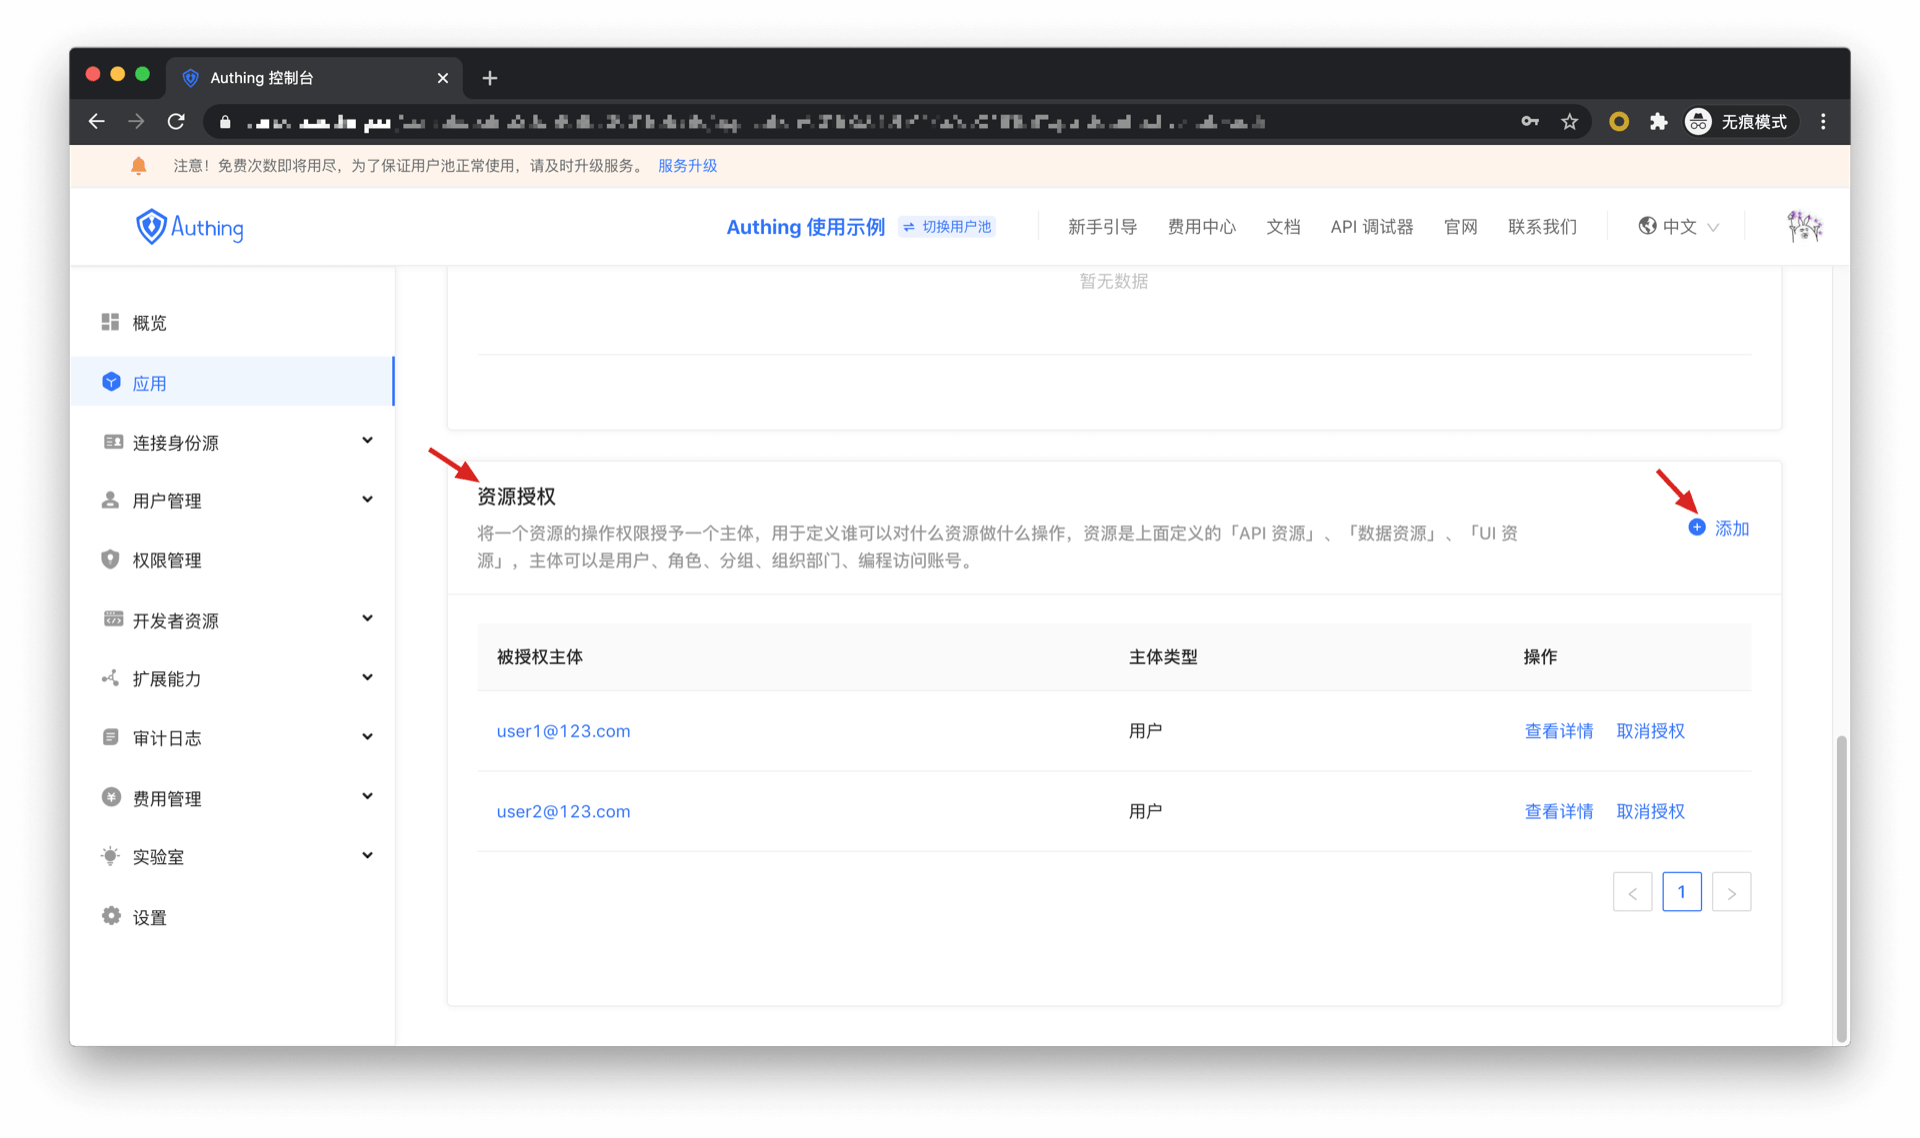 Authing 控制台
无痕模式
注意！免费次数即将用尽，为了保证用户池正常使用，请及时升级服务。 服务升级
Authing
Authing 使用示例
切换用户池
新手引导
费用中心
文档
API 调试器
官网
联系我们
中文
概览
应用
连接身份源
用户管理
权限管理
开发者资源
扩展能力
审计日志
费用管理
实验室
设置
暂无数据
资源授权
将一个资源的操作权限授予一个主体，用于定义谁可以对什么资源做什么操作，资源是上面定义的「API 资源」、「数据资源」、「UI 资
源」，主体可以是用户、角色、分组、组织部门、编程访问账号。
添加
被授权主体 主体类型 操作
user1@123.com 用户 查看详情 取消授权
user2@123.com 用户 查看详情 取消授权
< 1 >